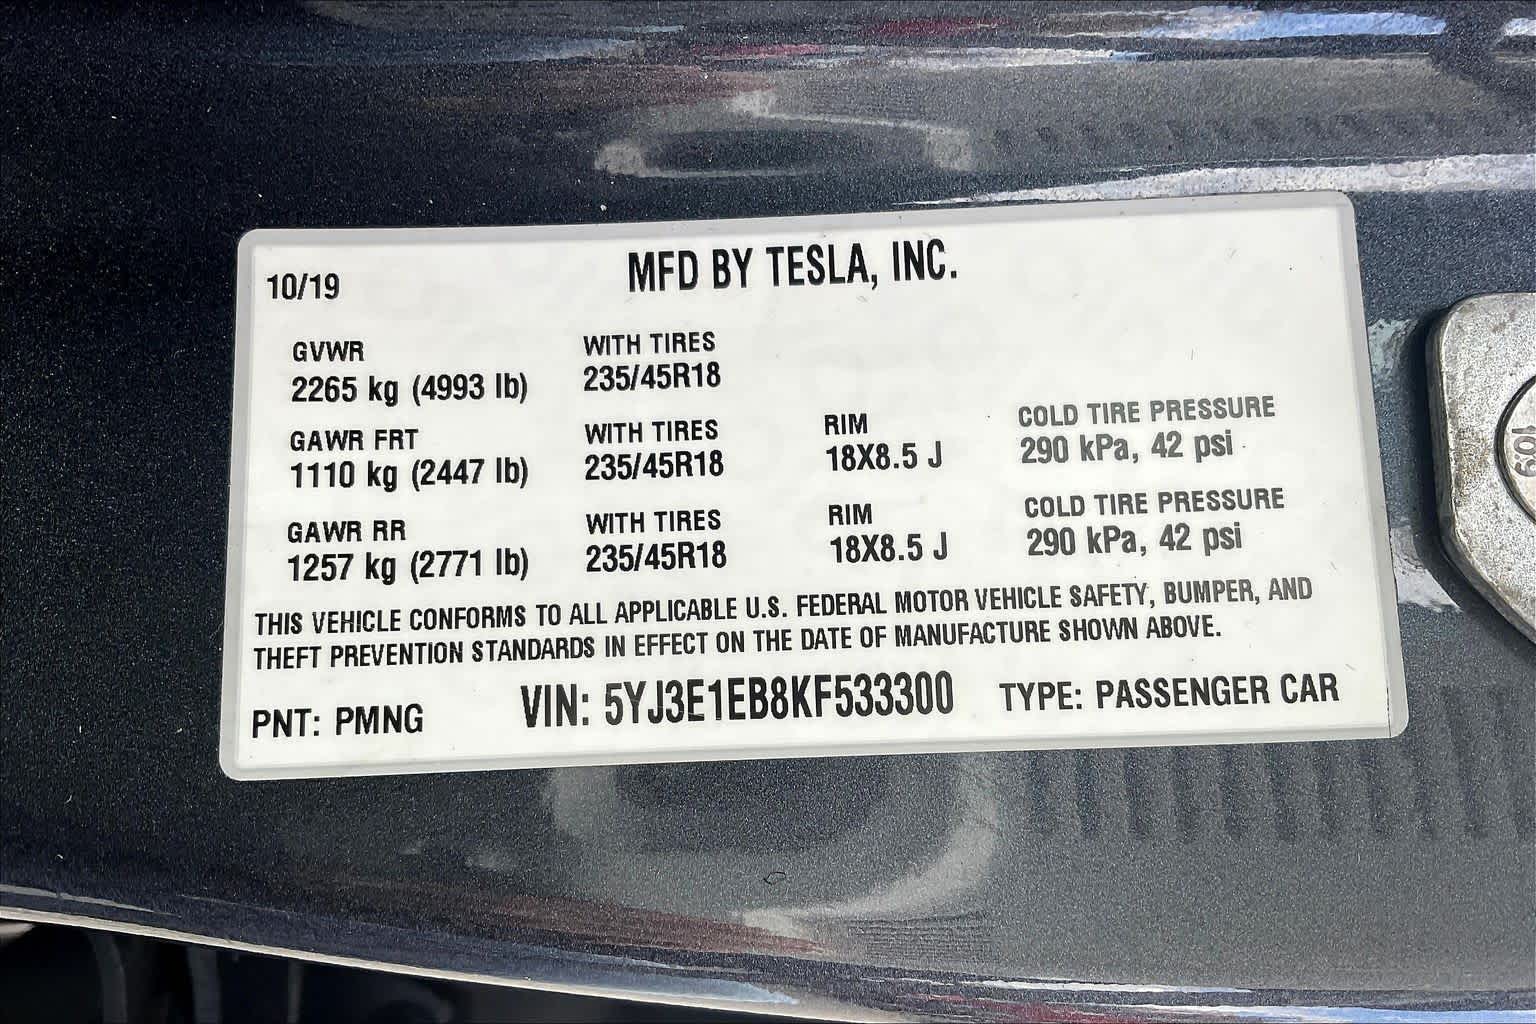 10/19 MFD BY TESLA, INC.
GVWR WITH TIRES
2265 kg (4993 lb) 235/45R18
GAWR FRT WITH TIRES RIM COLD TIRE PRESSURE
1110 kg (2447 lb) 235/45R18 18X8.5 J 290 kPa, 42 psi
GAWR RR WITH TIRES RIM COLD TIRE PRESSURE
1257 kg (2771 lb) 235/45R18 18X8.5 J 290 kPa, 42 psi
THIS VEHICLE CONFORMS TO ALL APPLICABLE U.S. FEDERAL MOTOR VEHICLE SAFETY, BUMPER, AND
THEFT PREVENTION STANDARDS IN EFFECT ON THE DATE OF MANUFACTURE SHOWN ABOVE.
PNT: PMNG VIN: 5YJ3E1EB8KF533300 TYPE: PASSENGER CAR